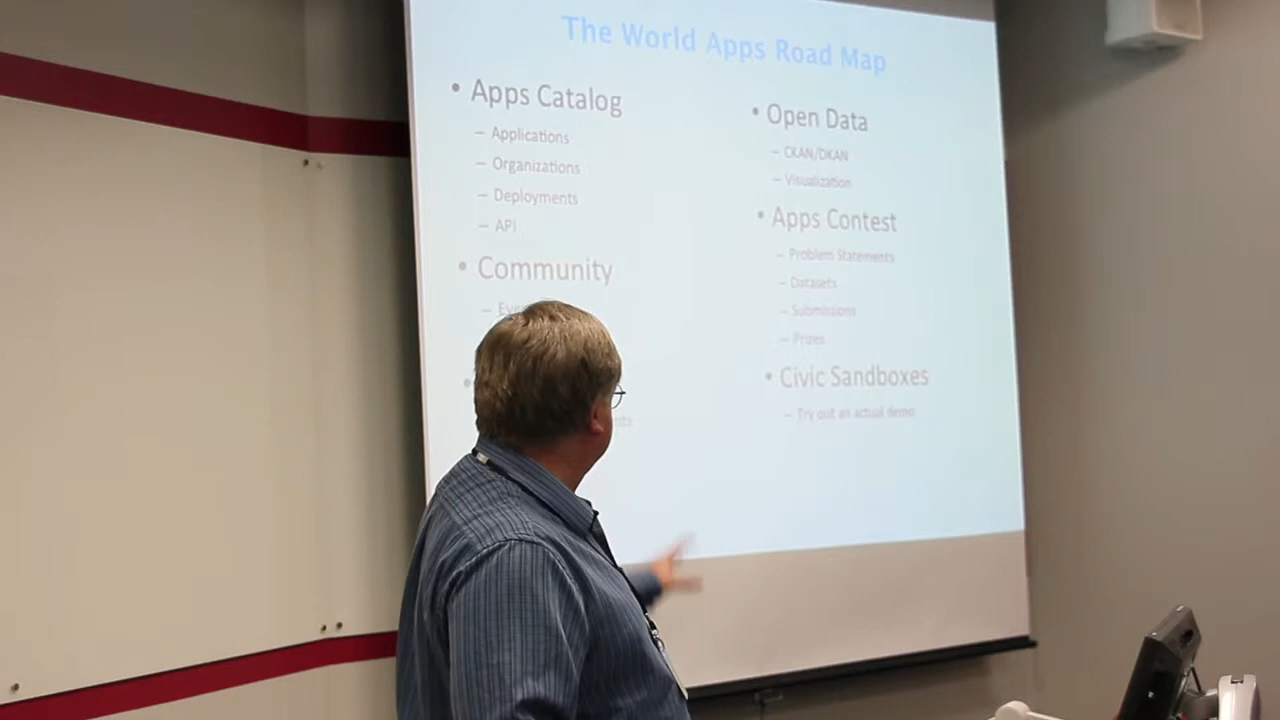 The World Apps Road Map
• Apps Catalog
– Applications
– Organizations
– Deployments
– API
• Community
• Open Data
– CKAN/DKAN
– Visualization
• Apps Contest
– Problem Statements
– Datasets
– Submissions
– Prizes
• Civic Sandboxes
– Try out an actual demo